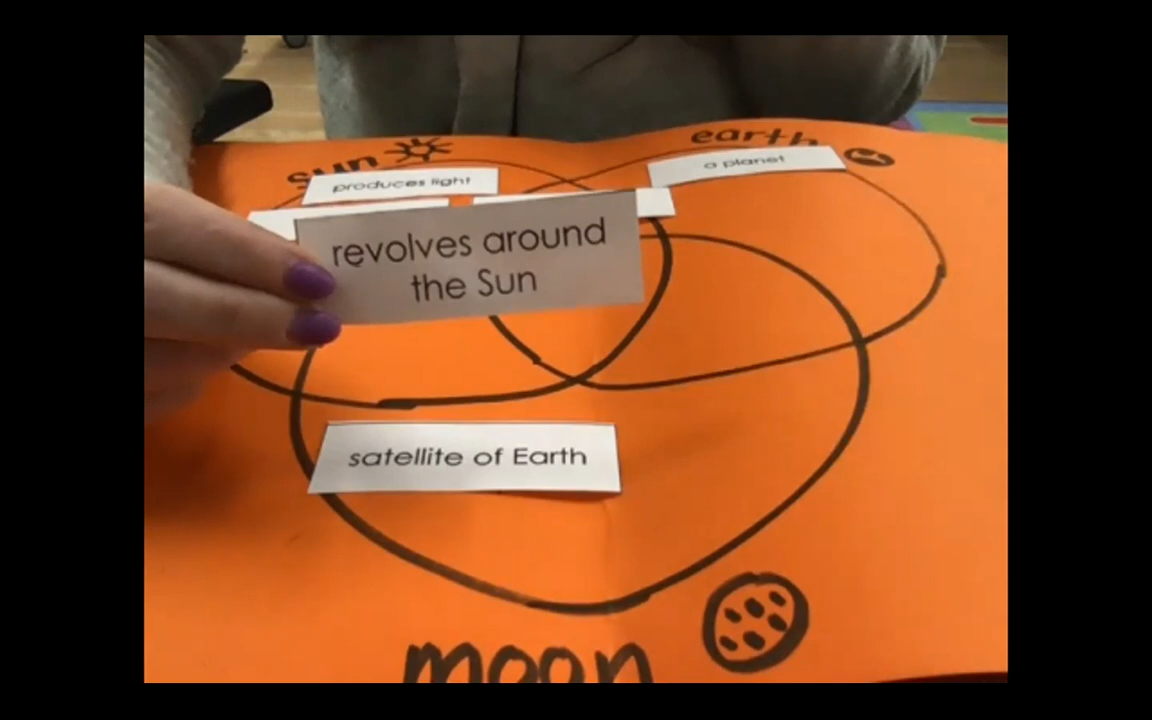 sun
earth
produces light
a planet
revolves around
the Sun
satellite of Earth
moon